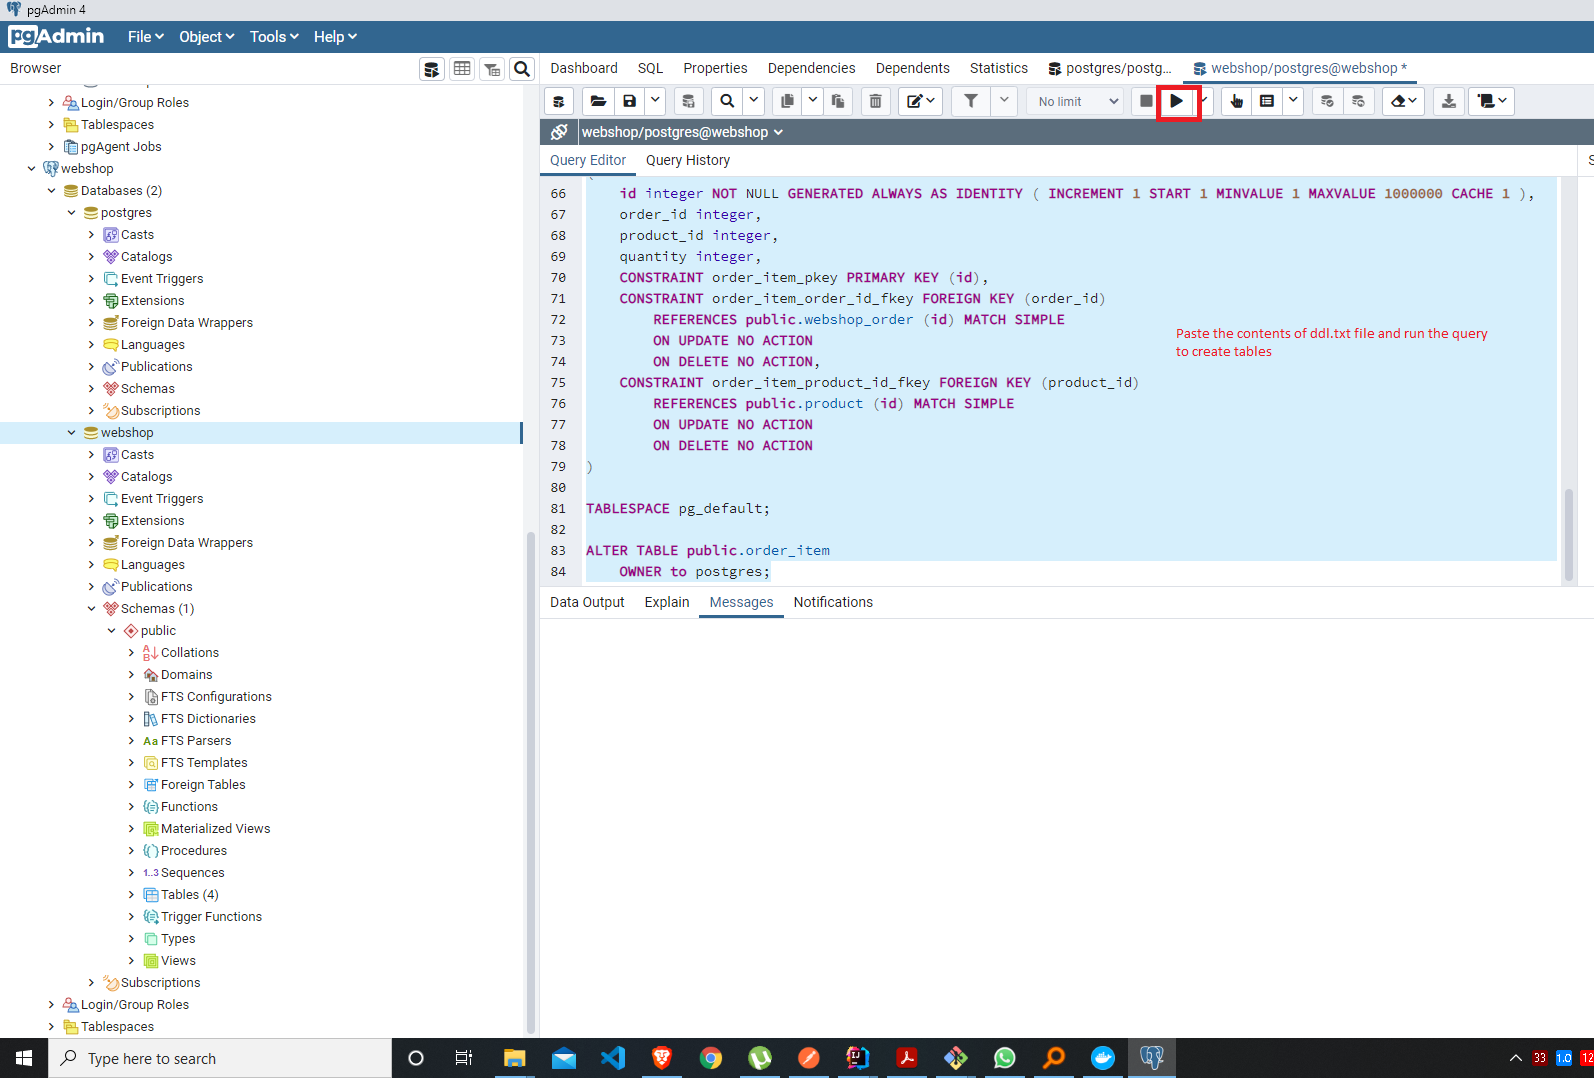 pgAdmin 4
pgAdmin File Object Tools Help
Browser
Dashboard SQL Properties Dependencies Dependents Statistics postgres/postg... webshop/postgres@webshop *
No limit
webshop/postgres@webshop
Query Editor Query History
Login/Group Roles
Tablespaces
pgAgent Jobs
webshop
Databases (2)
postgres
Casts
Catalogs
Event Triggers
Extensions
Foreign Data Wrappers
Languages
Publications
Schemas
Subscriptions
webshop
Casts
Catalogs
Event Triggers
Extensions
Foreign Data Wrappers
Languages
Publications
Schemas (1)
public
Collations
Domains
FTS Configurations
FTS Dictionaries
FTS Parsers
FTS Templates
Foreign Tables
Functions
Materialized Views
Procedures
1..3 Sequences
Tables (4)
Trigger Functions
Types
Views
Subscriptions
Login/Group Roles
Tablespaces
66 id integer NOT NULL GENERATED ALWAYS AS IDENTITY ( INCREMENT 1 START 1 MINVALUE 1 MAXVALUE 1000000 CACHE 1 ),
67 order_id integer,
68 product_id integer,
69 quantity integer,
70 CONSTRAINT order_item_pkey PRIMARY KEY (id),
71 CONSTRAINT order_item_order_id_fkey FOREIGN KEY (order_id)
72 REFERENCES public.webshop_order (id) MATCH SIMPLE
73 ON UPDATE NO ACTION
74 ON DELETE NO ACTION,
75 CONSTRAINT order_item_product_id_fkey FOREIGN KEY (product_id)
76 REFERENCES public.product (id) MATCH SIMPLE
77 ON UPDATE NO ACTION
78 ON DELETE NO ACTION
79 )
80
81 TABLESPACE pg_default;
82
83 ALTER TABLE public.order_item
84 OWNER to postgres;
Paste the contents of ddl.txt file and run the query
to create tables
Data Output Explain Messages Notifications
Type here to search
33 1.0 12